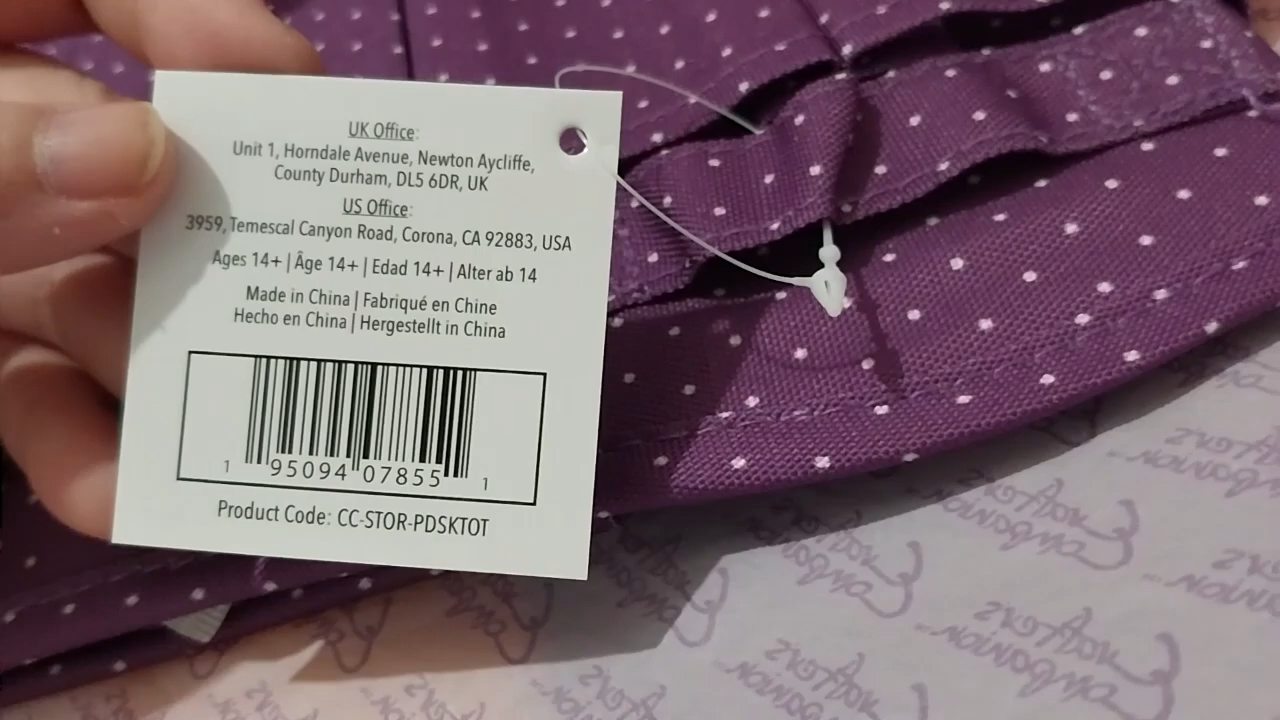 UK Office:
Unit 1, Horndale Avenue, Newton Aycliffe,
County Durham, DL5 6DR, UK
US Office:
3959, Temescal Canyon Road, Corona, CA 92883, USA
Ages 14+ | Âge 14+ | Edad 14+ | Alter ab 14
Made in China | Fabriqué en Chine
Hecho en China | Hergestellt in China
1 95094 07855 1
Product Code: CC-STOR-PDSKTOT